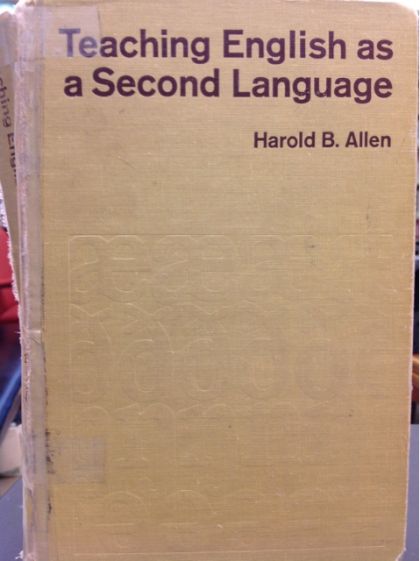 Teaching English as
a Second Language
Harold B. Allen